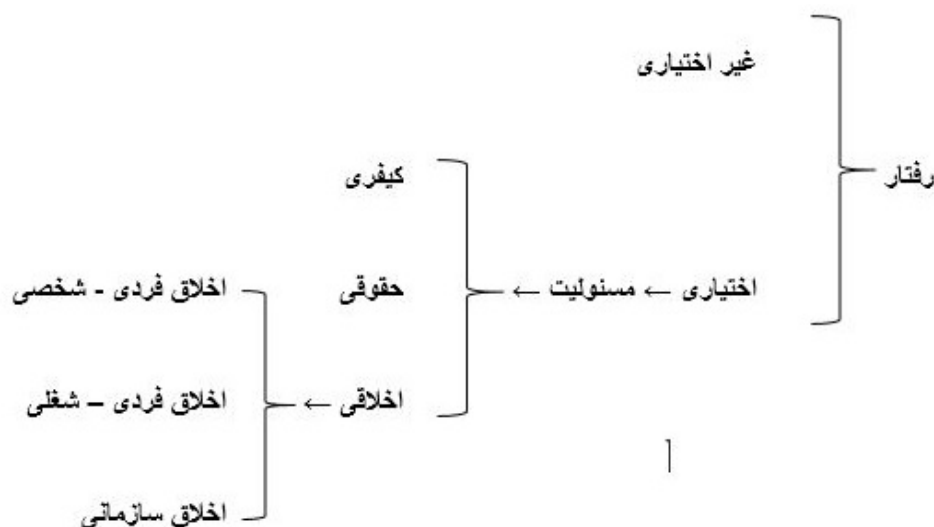 غیر اختیاری
رفتار
اختیاری ← مسئولیت ←
کیفری
حقوقی
اخلاقی ←
اخلاق فردی - شخصی
اخلاق فردی – شغلی
اخلاق سازمانی